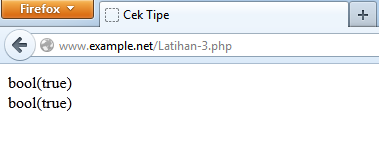 Firefox
Cek Tipe
www.example.net/Latihan-3.php
bool(true)
bool(true)